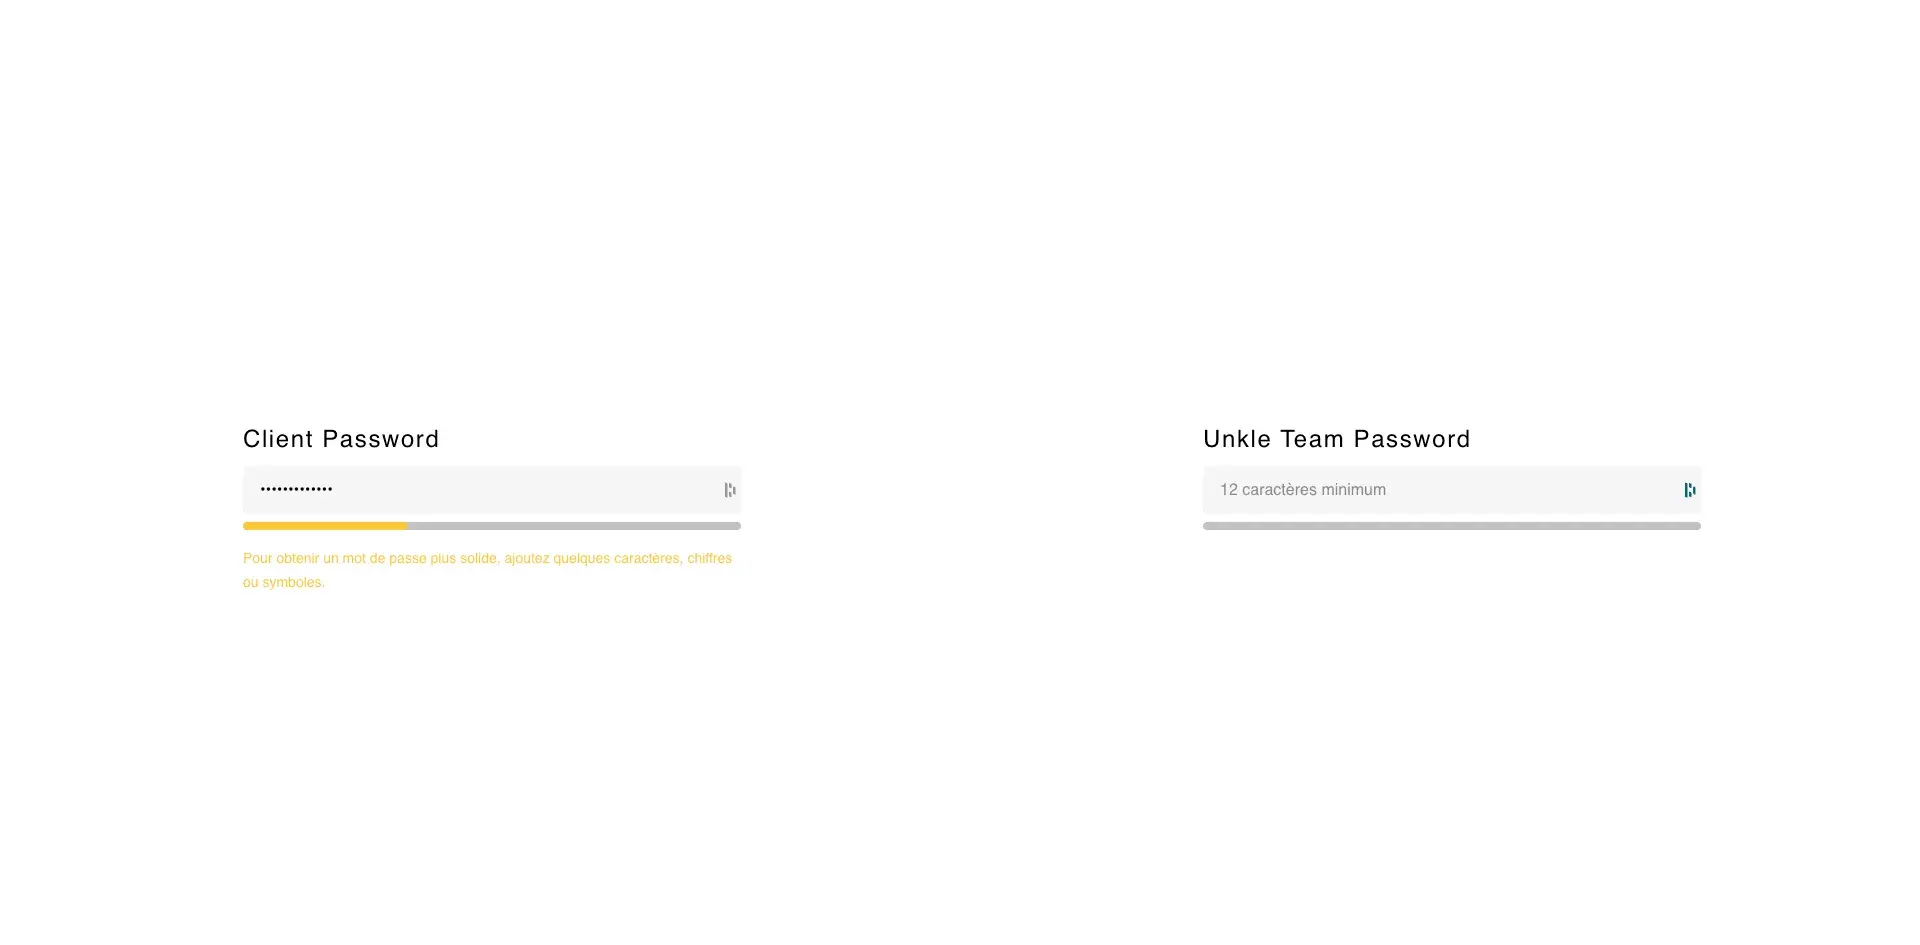 Client Password
•••••••••••••
Pour obtenir un mot de passe plus solide, ajoutez quelques caractères, chiffres
ou symboles.
Unkle Team Password
12 caractères minimum